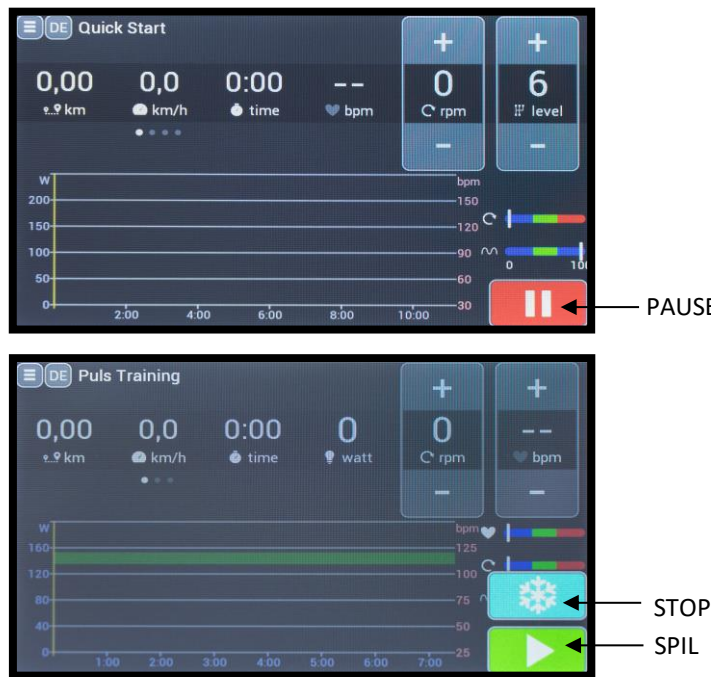 DE Quick Start
+ +
0,00 0,0 0:00 -- 0 6
km km/h time bpm rpm level
- -
W bpm
200 150
150 120
100 90
0
50 60
0 30
2:00 4:00 6:00 8:00 10:00
PAUSE
DE Puls Training
+ +
0,00 0,0 0:00 0 0 --
km km/h time watt rpm bpm
- -
W bpm
160 125
120 100
80 75
40 50
0 25
1:00 2:00 3:00 4:00 5:00 6:00 7:00
STOP
SPIL